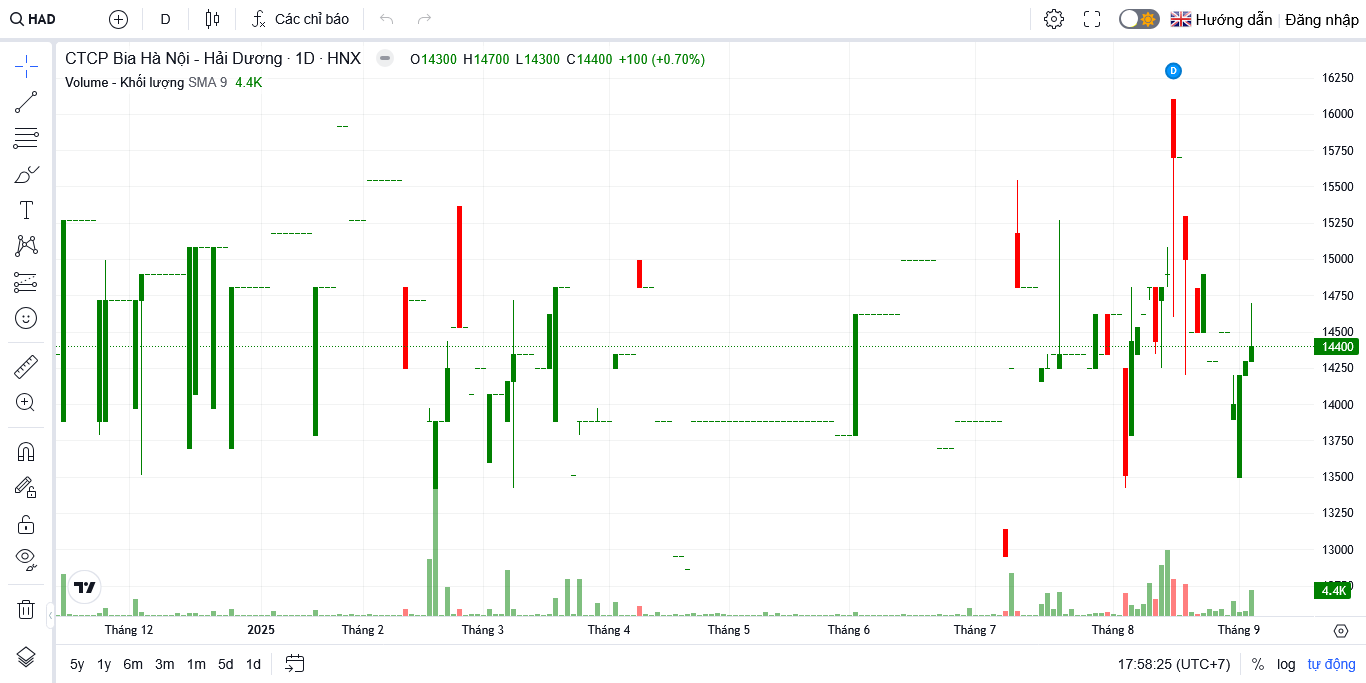 HAD D Các chỉ báo Hướng dẫn Đăng nhập
CTCP Bia Hà Nội - Hải Dương · 1D · HNX O14300 H14700 L14300 C14400 +100 (+0.70%)
Volume - Khối lượng SMA 9 4.4K
D
16250
16000
15750
15500
15250
15000
14750
14500
14400
14250
14000
13750
13500
13250
13000
12750
4.4K
Tháng 12 2025 Tháng 2 Tháng 3 Tháng 4 Tháng 5 Tháng 6 Tháng 7 Tháng 8 Tháng 9
5y 1y 6m 3m 1m 5d 1d 17:58:25 (UTC+7) % log tự động